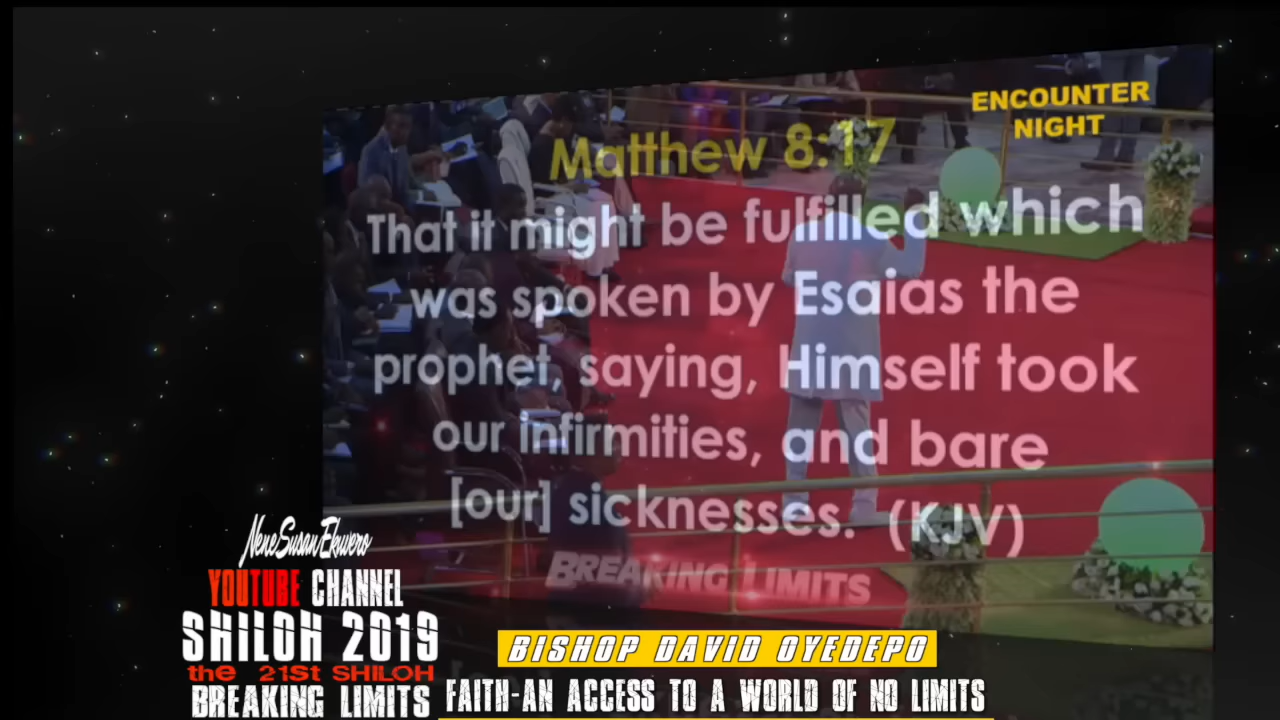 ENCOUNTER
NIGHT
Matthew 8:17
That it might be fulfilled which
was spoken by Esaias the
prophet, saying, Himself took
our infirmities, and bare
[our] sicknesses. (KJV)
BREAKING LIMITS
NeneSusanEkwero
YOUTUBE CHANNEL
SHILOH 2019
the 21st SHILOH
BREAKING LIMITS
BISHOP DAVID OYEDEPO
FAITH-AN ACCESS TO A WORLD OF NO LIMITS